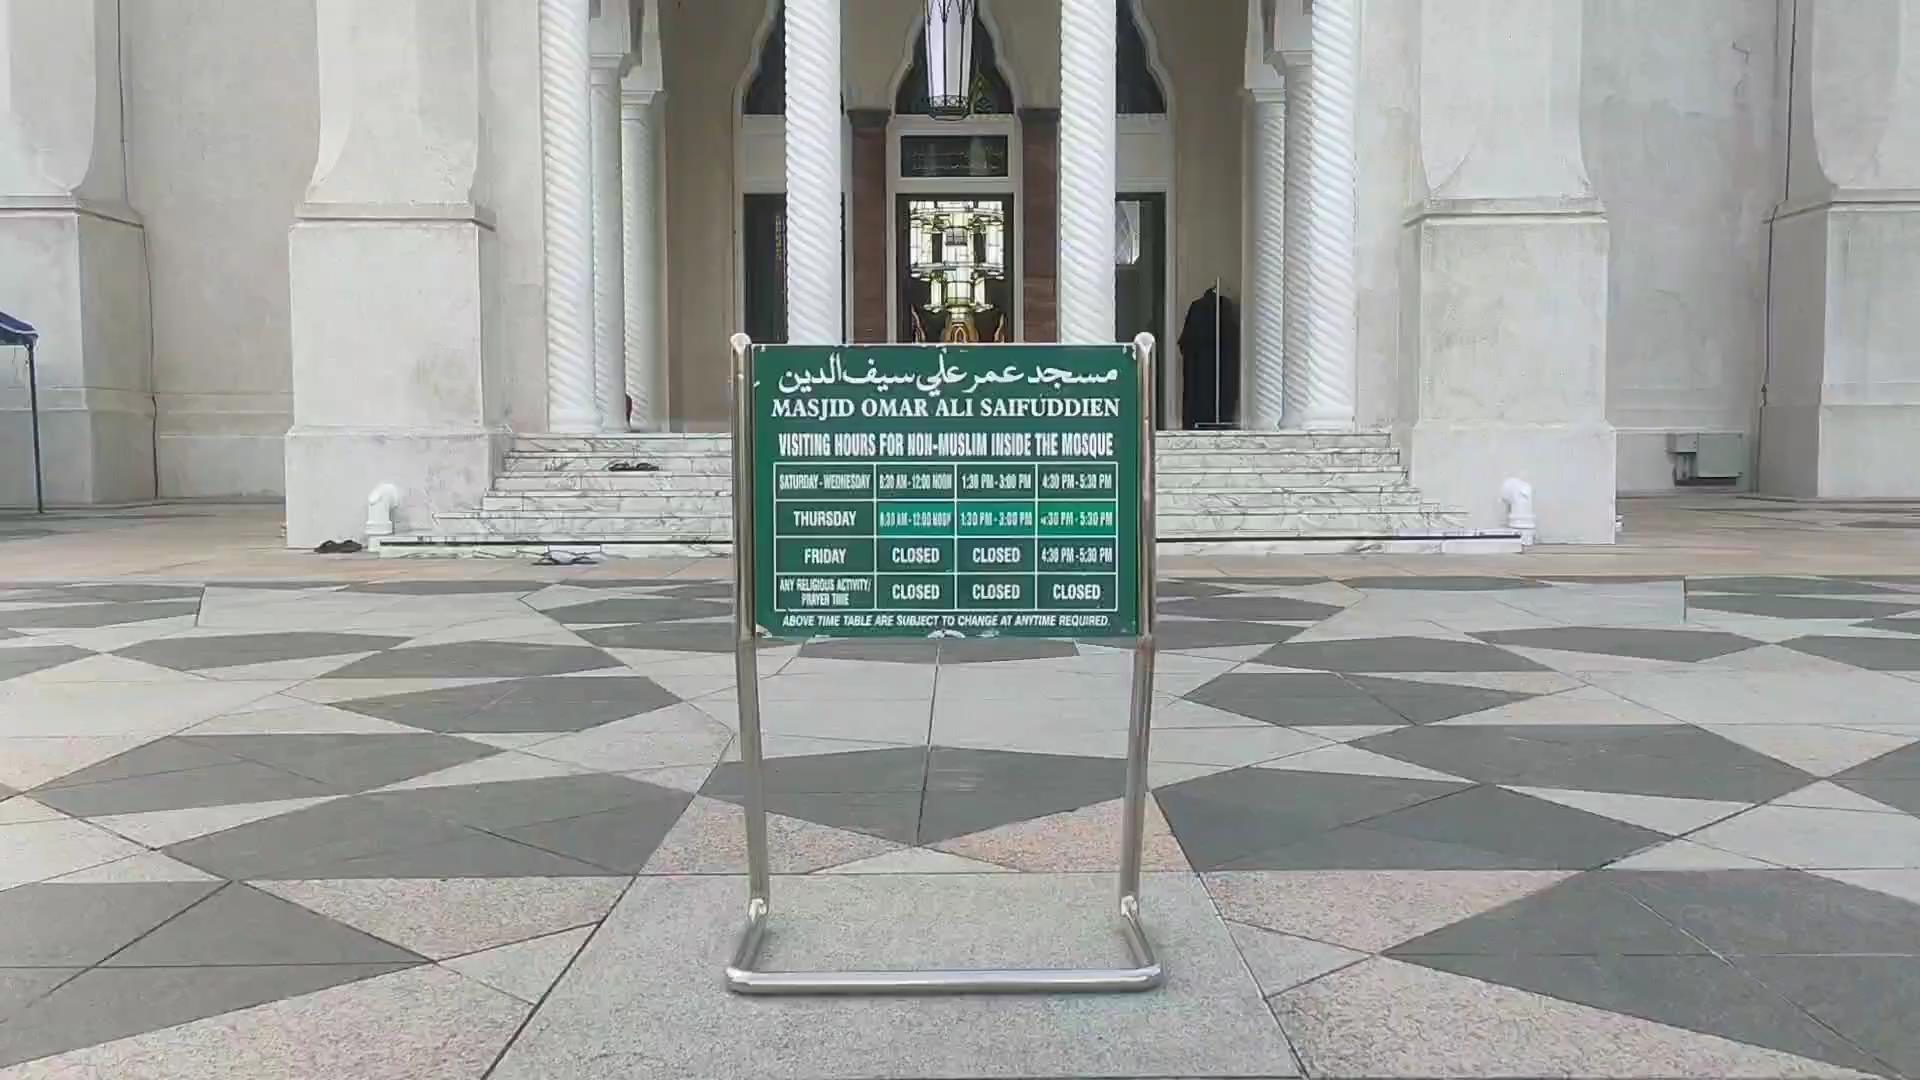 مسجد عمر علي سيف الدين
MASJID OMAR ALI SAIFUDDIEN
VISITING HOURS FOR NON-MUSLIM INSIDE THE MOSQUE
SATURDAY - WEDNESDAY 8:30 AM - 12:00 NOON 1:30 PM - 3:00 PM 4:30 PM - 5:30 PM
THURSDAY 8:30 AM - 12:00 NOON 1:30 PM - 3:00 PM 4:30 PM - 5:30 PM
FRIDAY CLOSED CLOSED 4:30 PM - 5:30 PM
ANY RELIGIOUS ACTIVITY/
PRAYER TIME CLOSED CLOSED CLOSED
ABOVE TIME TABLE ARE SUBJECT TO CHANGE AT ANYTIME REQUIRED.